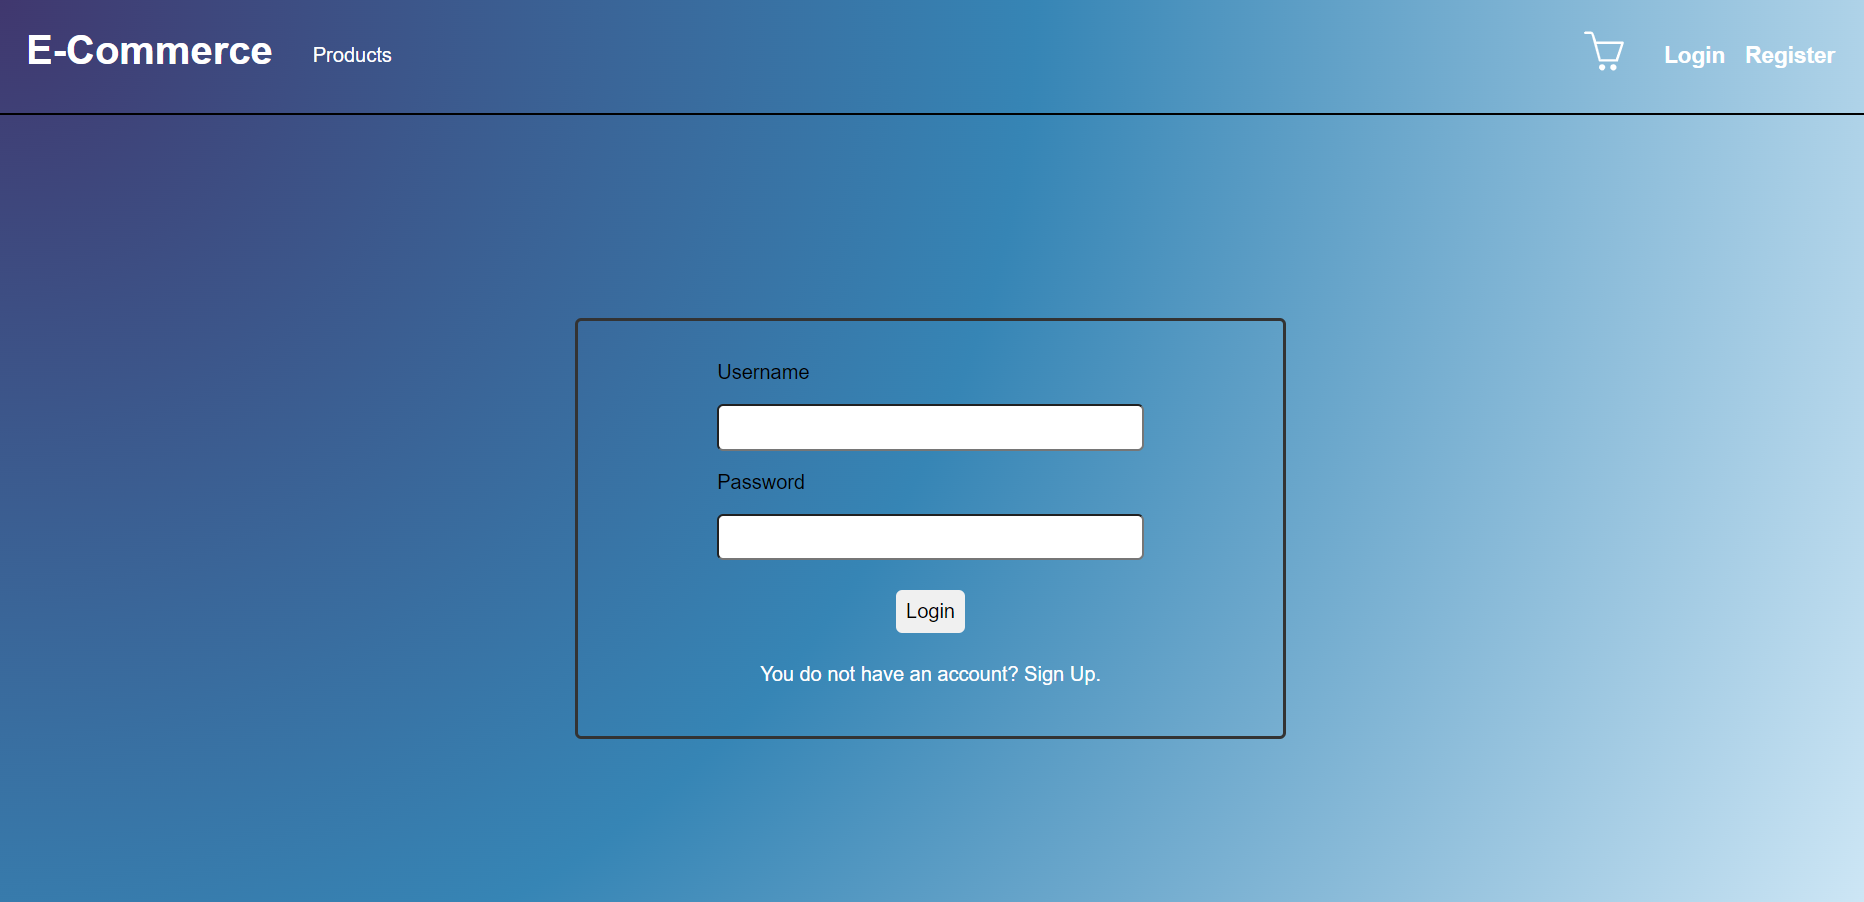 E-Commerce Products Login Register
Username
Password
Login
You do not have an account? Sign Up.